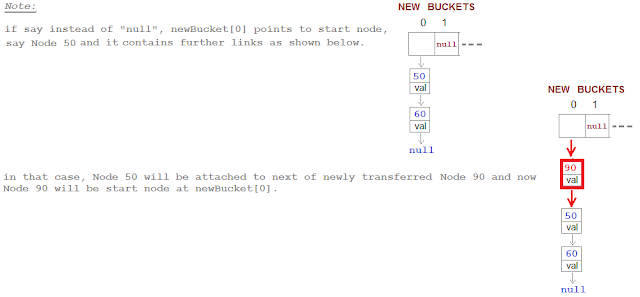 Note:
if say instead of "null", newBucket[0] points to start node,
say Node 50 and it contains further links as shown below.
NEW BUCKETS
0 1
null
50
val
60
val
null
in that case, Node 50 will be attached to next of newly transferred Node 90 and now
Node 90 will be start node at newBucket[0].
NEW BUCKETS
0 1
null
90
val
50
val
60
val
null